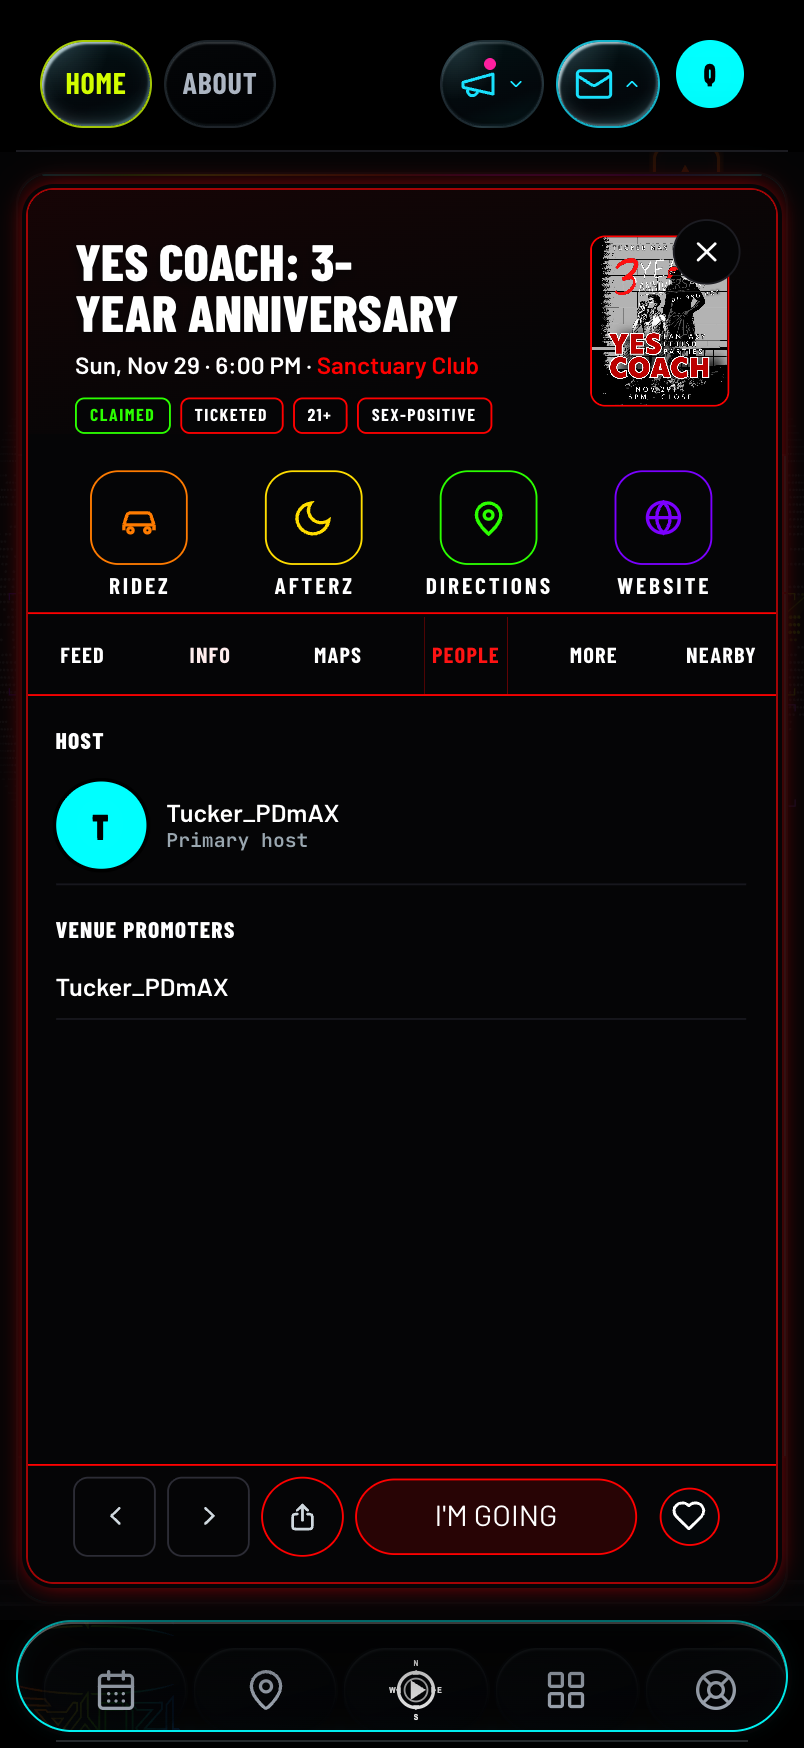 HOME
ABOUT
Q
YES COACH: 3-
YEAR ANNIVERSARY
Sun, Nov 29 · 6:00 PM · Sanctuary Club
CLAIMED
TICKETED
21+
SEX-POSITIVE
3
YES
COACH
RIDEZ
AFTERZ
DIRECTIONS
WEBSITE
FEED
INFO
MAPS
PEOPLE
MORE
NEARBY
HOST
T
Tucker_PDmAX
Primary host
VENUE PROMOTERS
Tucker_PDmAX
I'M GOING
N
W
E
S